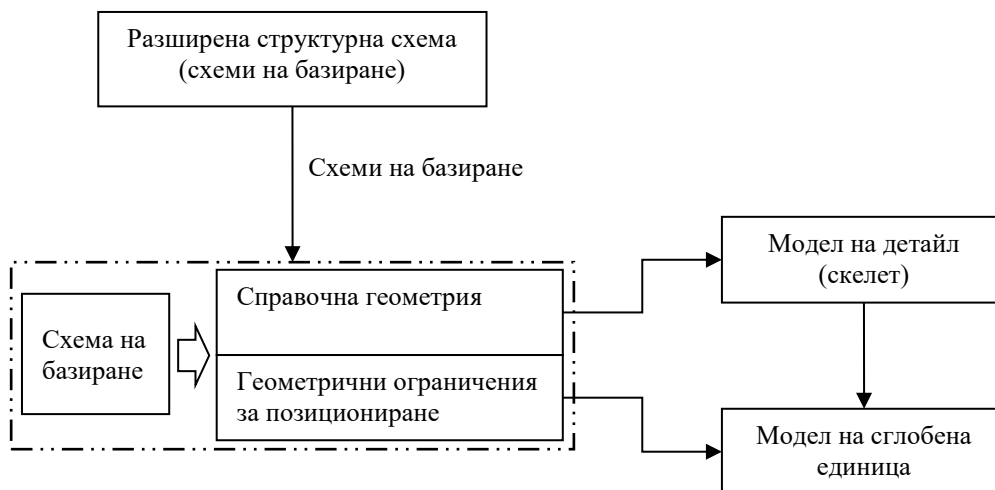 Разширена структурна схема
(схеми на базиране)
Схеми на базиране
Модел на детайл
(скелет)
Справочна геометрия
Схема на
базиране
Геометрични ограничения
за позициониране
Модел на сглобена
единица